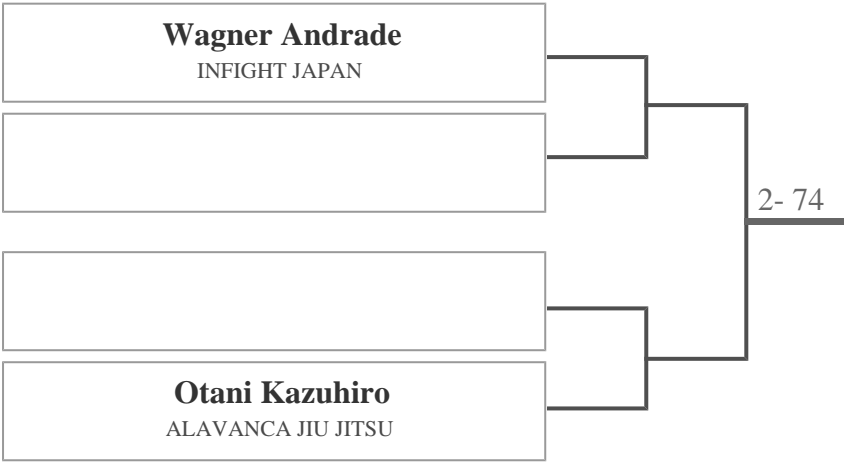 Wagner Andrade
INFIGHT JAPAN
2- 74
Otani Kazuhiro
ALAVANCA JIU JITSU